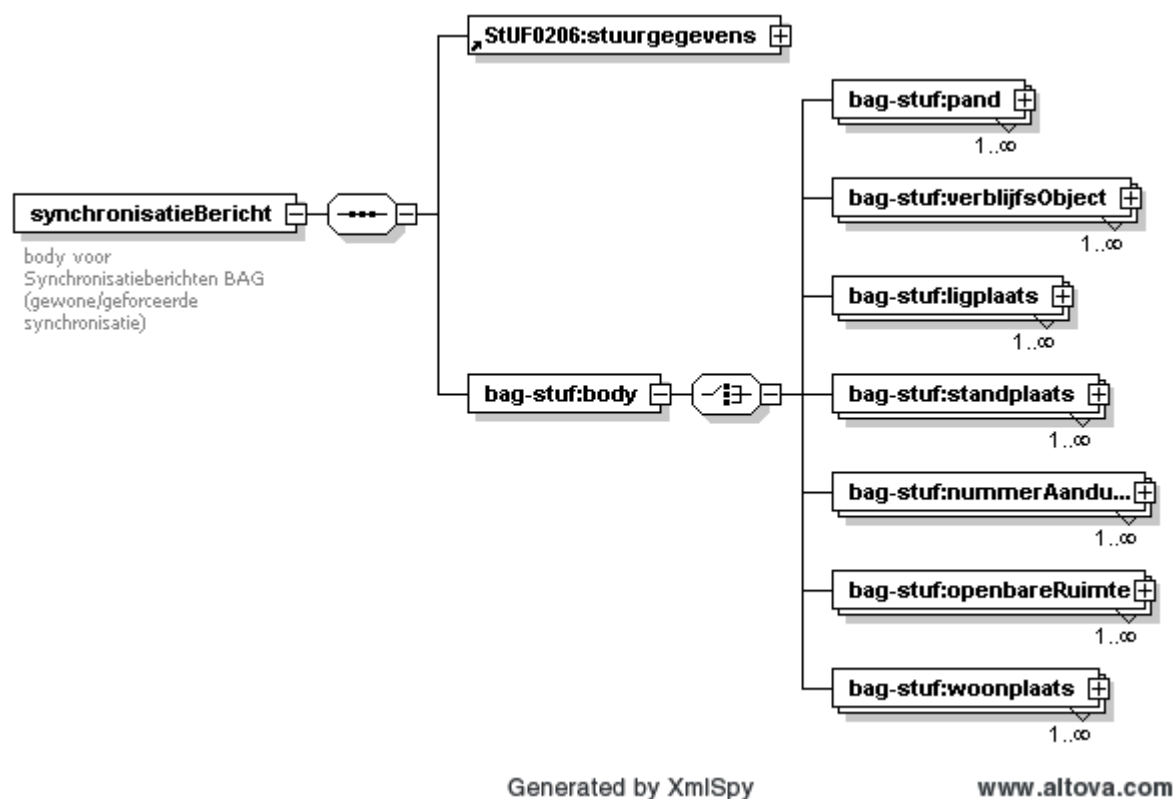 StUF0206:stuurgegevens
bag-stuf:pand
1..∞
synchronisatieBericht
bag-stuf:verblijfsObject
1..∞
body voor
Synchronisatieberichten BAG
(gewone/geforceerde
synchronisatie)
bag-stuf:ligplaats
1..∞
bag-stuf:body
bag-stuf:standplaats
1..∞
bag-stuf:nummerAandu...
1..∞
bag-stuf:openbareRuimte
1..∞
bag-stuf:woonplaats
1..∞
Generated by XmlSpy
www.altova.com